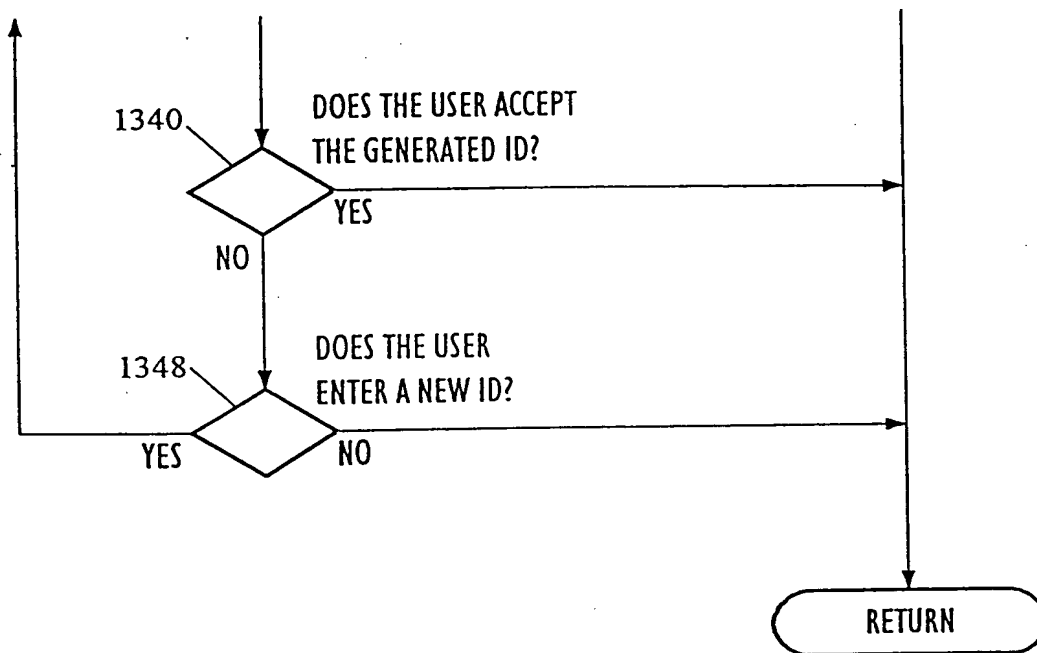 DOES THE USER ACCEPT
1340
THE GENERATED ID?
YES
NO
DOES THE USER
1348
ENTER A NEW ID?
YES
NO
RETURN